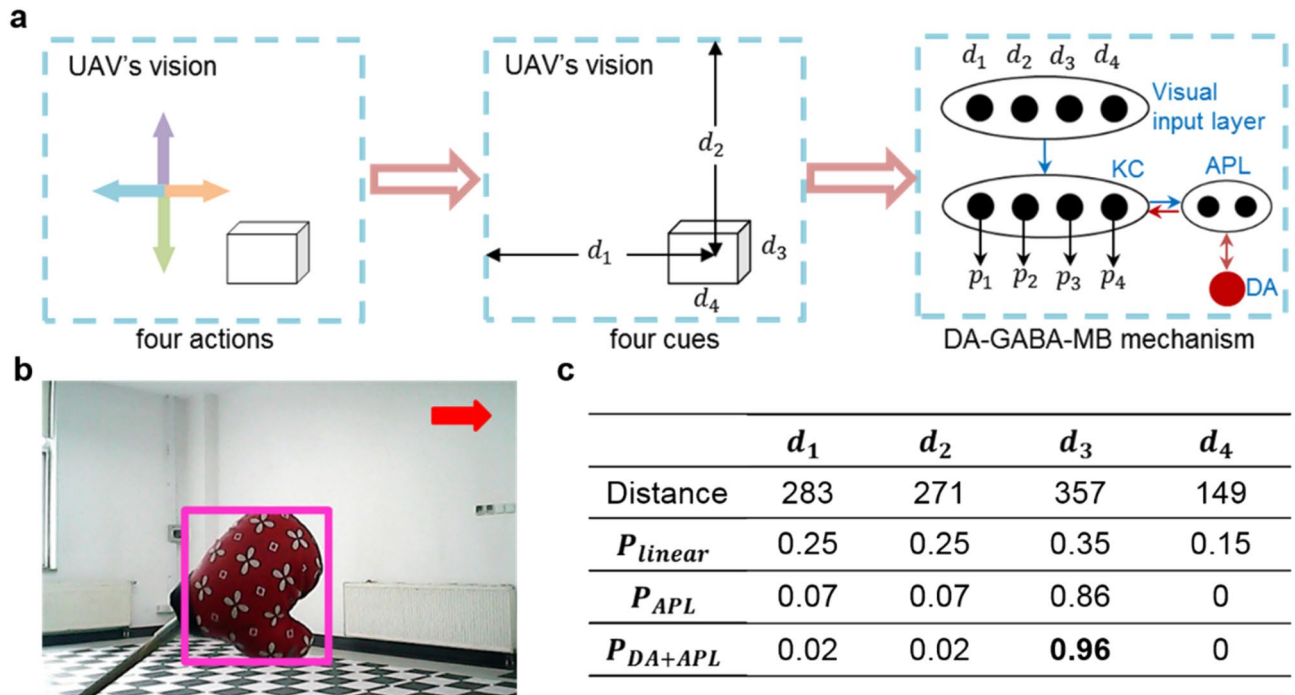 a
UAV's vision
four actions
UAV's vision
d₂
d₁
d₃
d₄
four cues
d₁ d₂ d₃ d₄
Visual
input layer
KC
APL
p₁ p₂ p₃ p₄
DA
DA-GABA-MB mechanism
b
c
d₁ d₂ d₃ d₄
Distance 283 271 357 149
P_linear 0.25 0.25 0.35 0.15
P_APL 0.07 0.07 0.86 0
P_DA+APL 0.02 0.02 0.96 0